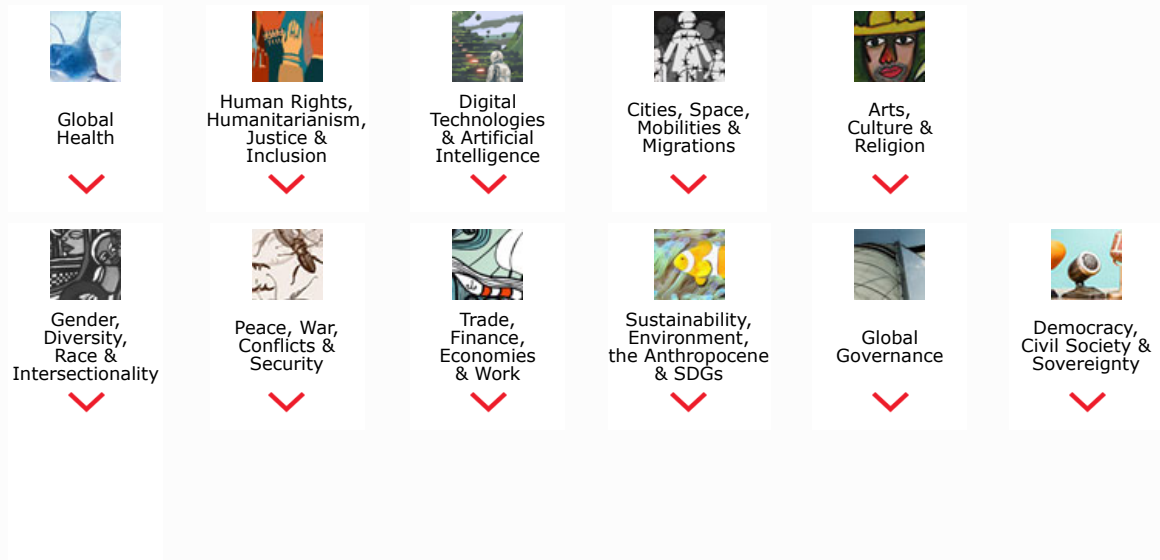 Global
Health
Human Rights,
Humanitarianism,
Justice &
Inclusion
Digital
Technologies
& Artificial
Intelligence
Cities, Space,
Mobilities &
Migrations
Arts,
Culture &
Religion
Gender,
Diversity,
Race &
Intersectionality
Peace, War,
Conflicts &
Security
Trade,
Finance,
Economies
& Work
Sustainability,
Environment,
the Anthropocene
& SDGs
Global
Governance
Democracy,
Civil Society &
Sovereignty